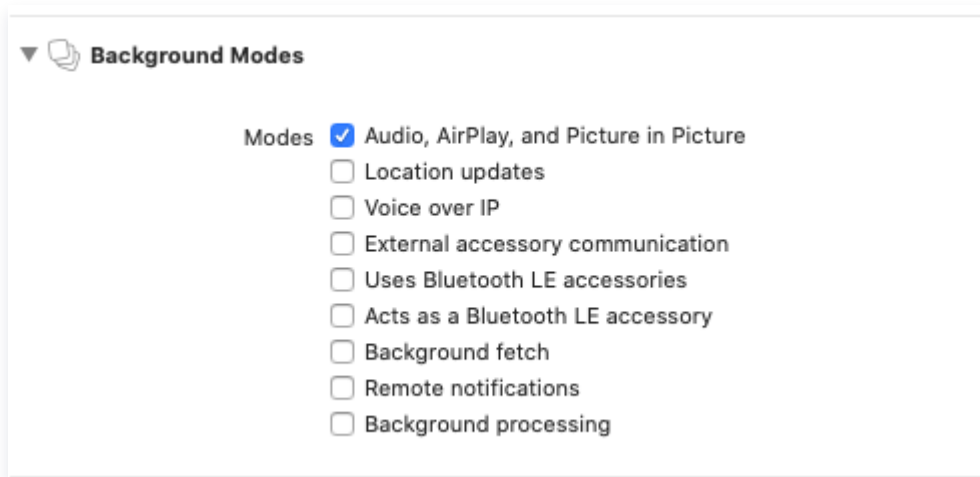 Background Modes
Modes Audio, AirPlay, and Picture in Picture
Location updates
Voice over IP
External accessory communication
Uses Bluetooth LE accessories
Acts as a Bluetooth LE accessory
Background fetch
Remote notifications
Background processing